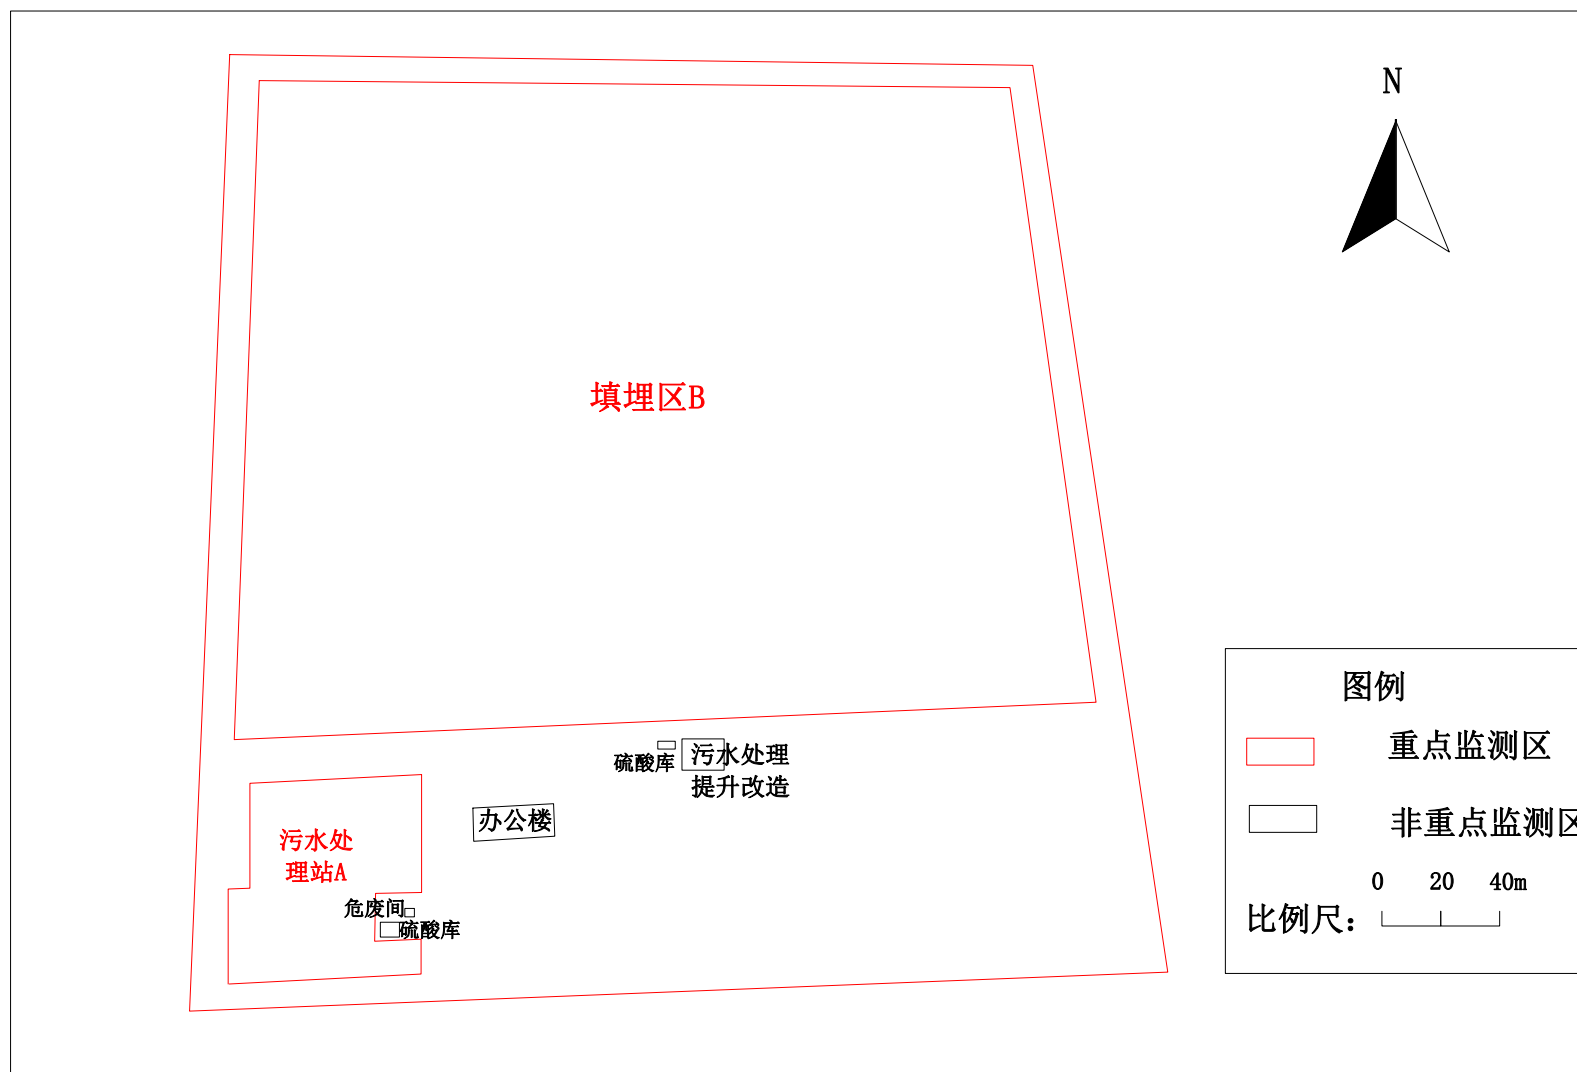 N
填埋区B
图例
重点监测区
硫酸库
污水处理
提升改造
办公楼
非重点监测区
污水处
理站A
0 20 40m
危废间
硫酸库
比例尺：